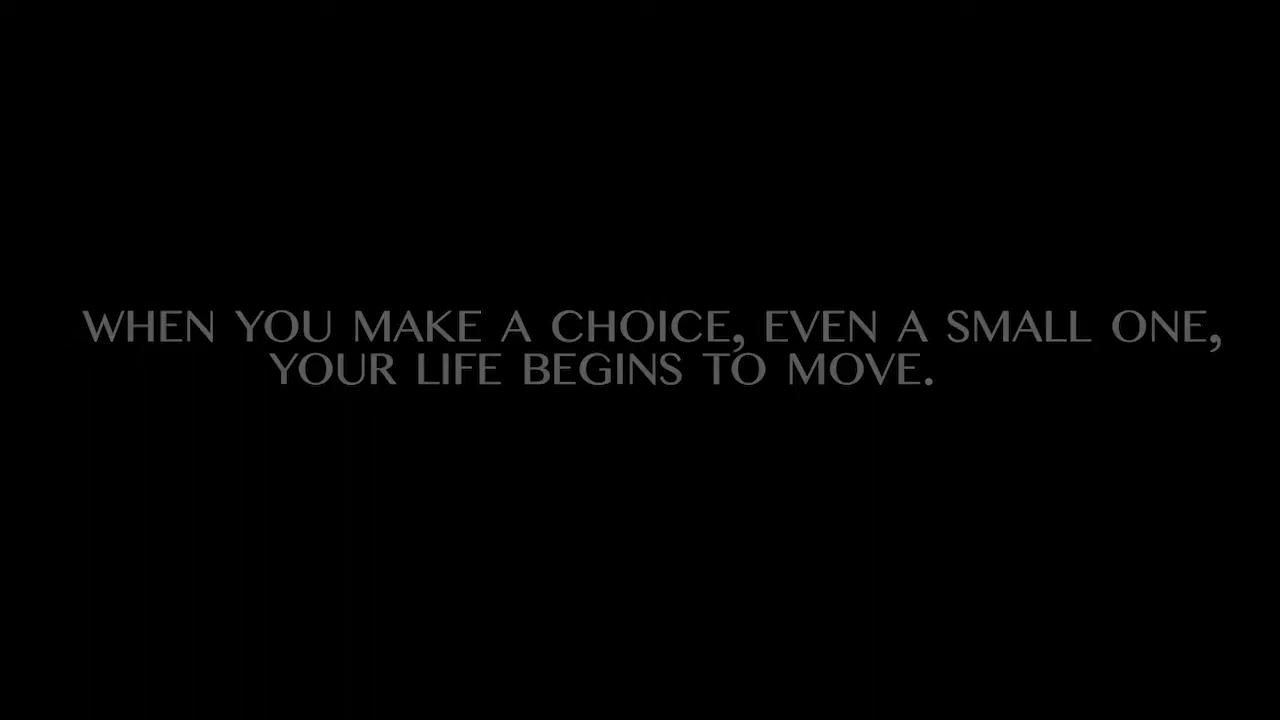 WHEN YOU MAKE A CHOICE, EVEN A SMALL ONE,
YOUR LIFE BEGINS TO MOVE.